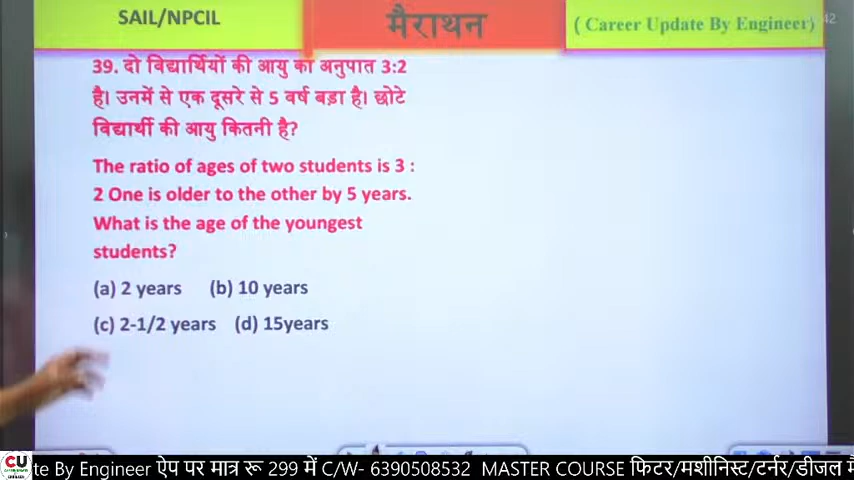 SAIL/NPCIL
मैराथन
( Career Update By Engineer)
42
39. दो विद्यार्थियों की आयु का अनुपात 3:2
है। उनमें से एक दूसरे से 5 वर्ष बड़ा है। छोटे
विद्यार्थी की आयु कितनी है?
The ratio of ages of two students is 3 :
2 One is older to the other by 5 years.
What is the age of the youngest
students?
(a) 2 years (b) 10 years
(c) 2-1/2 years (d) 15years
CU
te By Engineer ऐप पर मात्र रू 299 में C/W- 6390508532 MASTER COURSE फिटर/मशीनिस्ट/टर्नर/डीजल मै